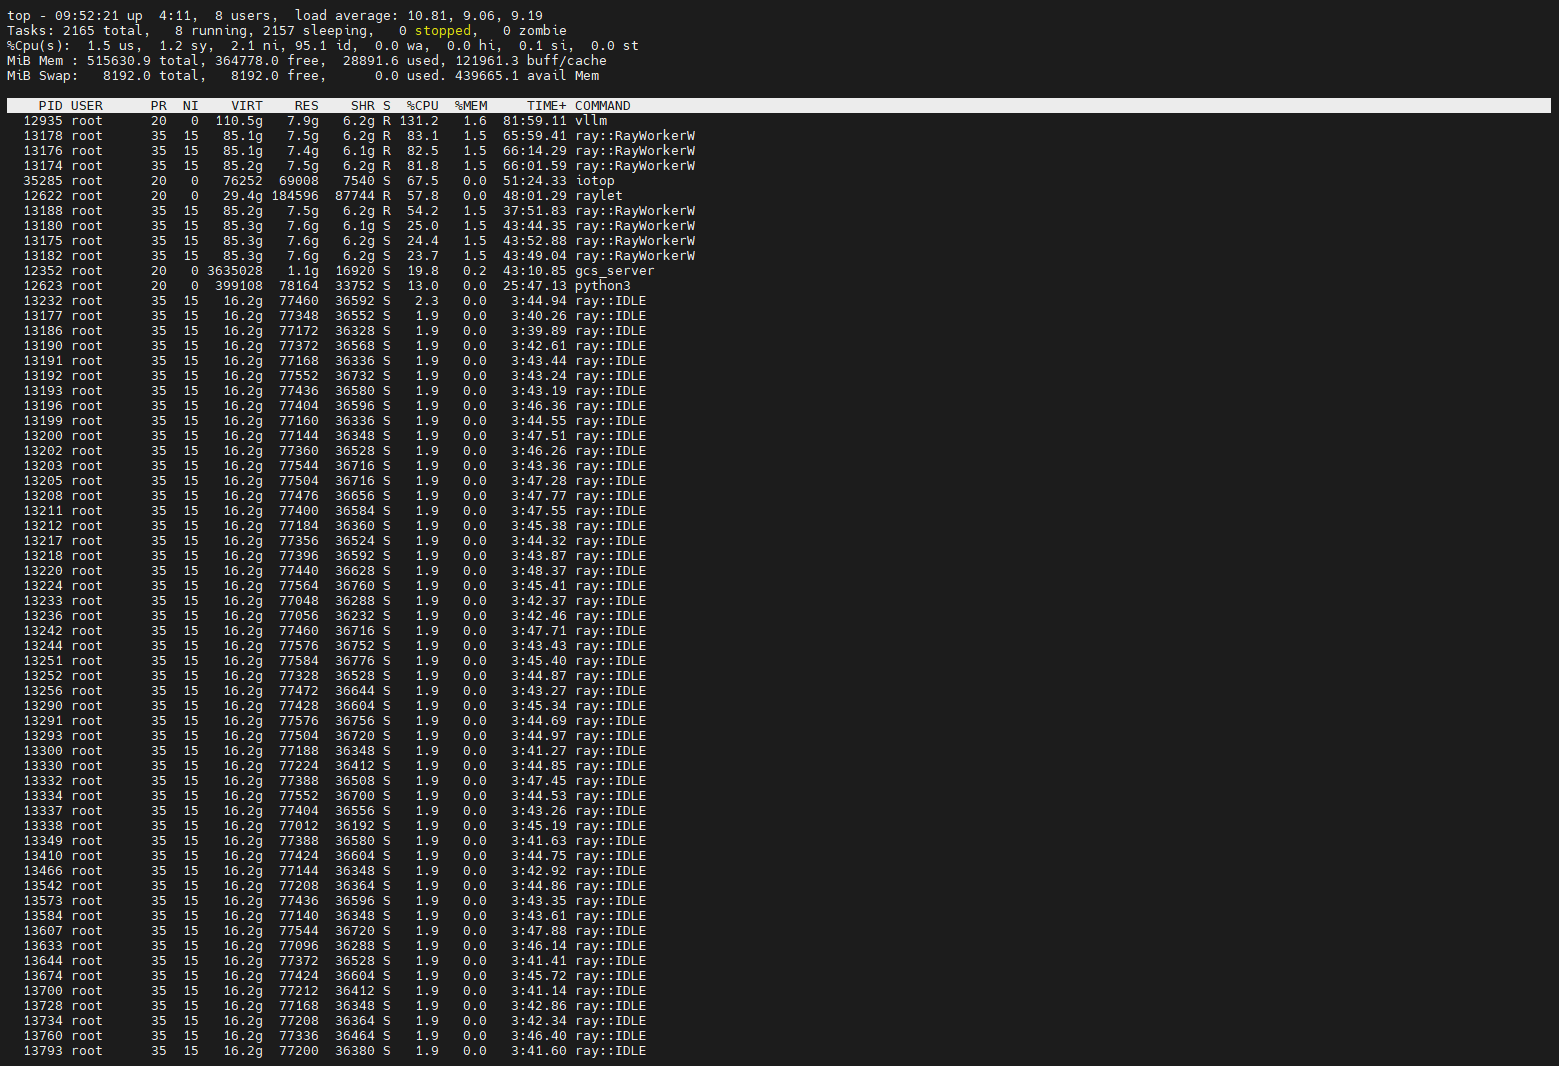 top - 09:52:21 up  4:11,  8 users,  load average: 10.81, 9.06, 9.19
Tasks: 2165 total,   8 running, 2157 sleeping,   0 stopped,   0 zombie
%Cpu(s):  1.5 us,  1.2 sy,  2.1 ni, 95.1 id,  0.0 wa,  0.0 hi,  0.1 si,  0.0 st
MiB Mem : 515630.9 total, 364778.0 free,  28891.6 used, 121961.3 buff/cache
MiB Swap:   8192.0 total,   8192.0 free,      0.0 used. 439665.1 avail Mem
PID USER      PR  NI    VIRT    RES    SHR S  %CPU  %MEM     TIME+ COMMAND
12935 root      20   0  110.5g   7.9g   6.2g R 131.2   1.6  81:59.11 vllm
13178 root      35  15   85.1g   7.5g   6.2g R  83.1   1.5  65:59.41 ray::RayWorkerW
13176 root      35  15   85.1g   7.4g   6.1g R  82.5   1.5  66:14.29 ray::RayWorkerW
13174 root      35  15   85.2g   7.5g   6.2g R  81.8   1.5  66:01.59 ray::RayWorkerW
35285 root      20   0   76252  69008   7540 S  67.5   0.0  51:24.33 iotop
12622 root      20   0   29.4g 184596  87744 R  57.8   0.0  48:01.29 raylet
13188 root      35  15   85.2g   7.5g   6.2g R  54.2   1.5  37:51.83 ray::RayWorkerW
13180 root      35  15   85.3g   7.6g   6.1g S  25.0   1.5  43:44.35 ray::RayWorkerW
13175 root      35  15   85.3g   7.6g   6.2g S  24.4   1.5  43:52.88 ray::RayWorkerW
13182 root      35  15   85.3g   7.6g   6.2g S  23.7   1.5  43:49.04 ray::RayWorkerW
12352 root      20   0 3635028   1.1g  16920 S  19.8   0.2  43:10.85 gcs_server
12623 root      20   0  399108  78164  33752 S  13.0   0.0  25:47.13 python3
13232 root      35  15   16.2g  77460  36592 S   2.3   0.0   3:44.94 ray::IDLE
13177 root      35  15   16.2g  77348  36552 S   1.9   0.0   3:40.26 ray::IDLE
13186 root      35  15   16.2g  77172  36328 S   1.9   0.0   3:39.89 ray::IDLE
13190 root      35  15   16.2g  77372  36568 S   1.9   0.0   3:42.61 ray::IDLE
13191 root      35  15   16.2g  77168  36336 S   1.9   0.0   3:43.44 ray::IDLE
13192 root      35  15   16.2g  77552  36732 S   1.9   0.0   3:43.24 ray::IDLE
13193 root      35  15   16.2g  77436  36580 S   1.9   0.0   3:43.19 ray::IDLE
13196 root      35  15   16.2g  77404  36596 S   1.9   0.0   3:46.36 ray::IDLE
13199 root      35  15   16.2g  77160  36336 S   1.9   0.0   3:44.55 ray::IDLE
13200 root      35  15   16.2g  77144  36348 S   1.9   0.0   3:47.51 ray::IDLE
13202 root      35  15   16.2g  77360  36528 S   1.9   0.0   3:46.26 ray::IDLE
13203 root      35  15   16.2g  77544  36716 S   1.9   0.0   3:43.36 ray::IDLE
13205 root      35  15   16.2g  77504  36716 S   1.9   0.0   3:47.28 ray::IDLE
13208 root      35  15   16.2g  77476  36656 S   1.9   0.0   3:47.77 ray::IDLE
13211 root      35  15   16.2g  77400  36584 S   1.9   0.0   3:47.55 ray::IDLE
13212 root      35  15   16.2g  77184  36360 S   1.9   0.0   3:45.38 ray::IDLE
13217 root      35  15   16.2g  77356  36524 S   1.9   0.0   3:44.32 ray::IDLE
13218 root      35  15   16.2g  77396  36592 S   1.9   0.0   3:43.87 ray::IDLE
13220 root      35  15   16.2g  77440  36628 S   1.9   0.0   3:48.37 ray::IDLE
13224 root      35  15   16.2g  77564  36760 S   1.9   0.0   3:45.41 ray::IDLE
13233 root      35  15   16.2g  77048  36288 S   1.9   0.0   3:42.37 ray::IDLE
13236 root      35  15   16.2g  77056  36232 S   1.9   0.0   3:42.46 ray::IDLE
13242 root      35  15   16.2g  77460  36716 S   1.9   0.0   3:47.71 ray::IDLE
13244 root      35  15   16.2g  77576  36752 S   1.9   0.0   3:43.43 ray::IDLE
13251 root      35  15   16.2g  77584  36776 S   1.9   0.0   3:45.40 ray::IDLE
13252 root      35  15   16.2g  77328  36528 S   1.9   0.0   3:44.87 ray::IDLE
13256 root      35  15   16.2g  77472  36644 S   1.9   0.0   3:43.27 ray::IDLE
13290 root      35  15   16.2g  77428  36604 S   1.9   0.0   3:45.34 ray::IDLE
13291 root      35  15   16.2g  77576  36756 S   1.9   0.0   3:44.69 ray::IDLE
13293 root      35  15   16.2g  77504  36720 S   1.9   0.0   3:44.97 ray::IDLE
13300 root      35  15   16.2g  77188  36348 S   1.9   0.0   3:41.27 ray::IDLE
13330 root      35  15   16.2g  77224  36412 S   1.9   0.0   3:44.85 ray::IDLE
13332 root      35  15   16.2g  77388  36508 S   1.9   0.0   3:47.45 ray::IDLE
13334 root      35  15   16.2g  77552  36700 S   1.9   0.0   3:44.53 ray::IDLE
13337 root      35  15   16.2g  77404  36556 S   1.9   0.0   3:43.26 ray::IDLE
13338 root      35  15   16.2g  77012  36192 S   1.9   0.0   3:45.19 ray::IDLE
13349 root      35  15   16.2g  77388  36580 S   1.9   0.0   3:41.63 ray::IDLE
13410 root      35  15   16.2g  77424  36604 S   1.9   0.0   3:44.75 ray::IDLE
13466 root      35  15   16.2g  77144  36348 S   1.9   0.0   3:42.92 ray::IDLE
13542 root      35  15   16.2g  77208  36364 S   1.9   0.0   3:44.86 ray::IDLE
13573 root      35  15   16.2g  77436  36596 S   1.9   0.0   3:43.35 ray::IDLE
13584 root      35  15   16.2g  77140  36348 S   1.9   0.0   3:43.61 ray::IDLE
13607 root      35  15   16.2g  77544  36720 S   1.9   0.0   3:47.88 ray::IDLE
13633 root      35  15   16.2g  77096  36288 S   1.9   0.0   3:46.14 ray::IDLE
13644 root      35  15   16.2g  77372  36528 S   1.9   0.0   3:41.41 ray::IDLE
13674 root      35  15   16.2g  77424  36604 S   1.9   0.0   3:45.72 ray::IDLE
13700 root      35  15   16.2g  77212  36412 S   1.9   0.0   3:41.14 ray::IDLE
13728 root      35  15   16.2g  77168  36348 S   1.9   0.0   3:42.86 ray::IDLE
13734 root      35  15   16.2g  77208  36364 S   1.9   0.0   3:42.34 ray::IDLE
13760 root      35  15   16.2g  77336  36464 S   1.9   0.0   3:46.40 ray::IDLE
13793 root      35  15   16.2g  77200  36380 S   1.9   0.0   3:41.60 ray::IDLE